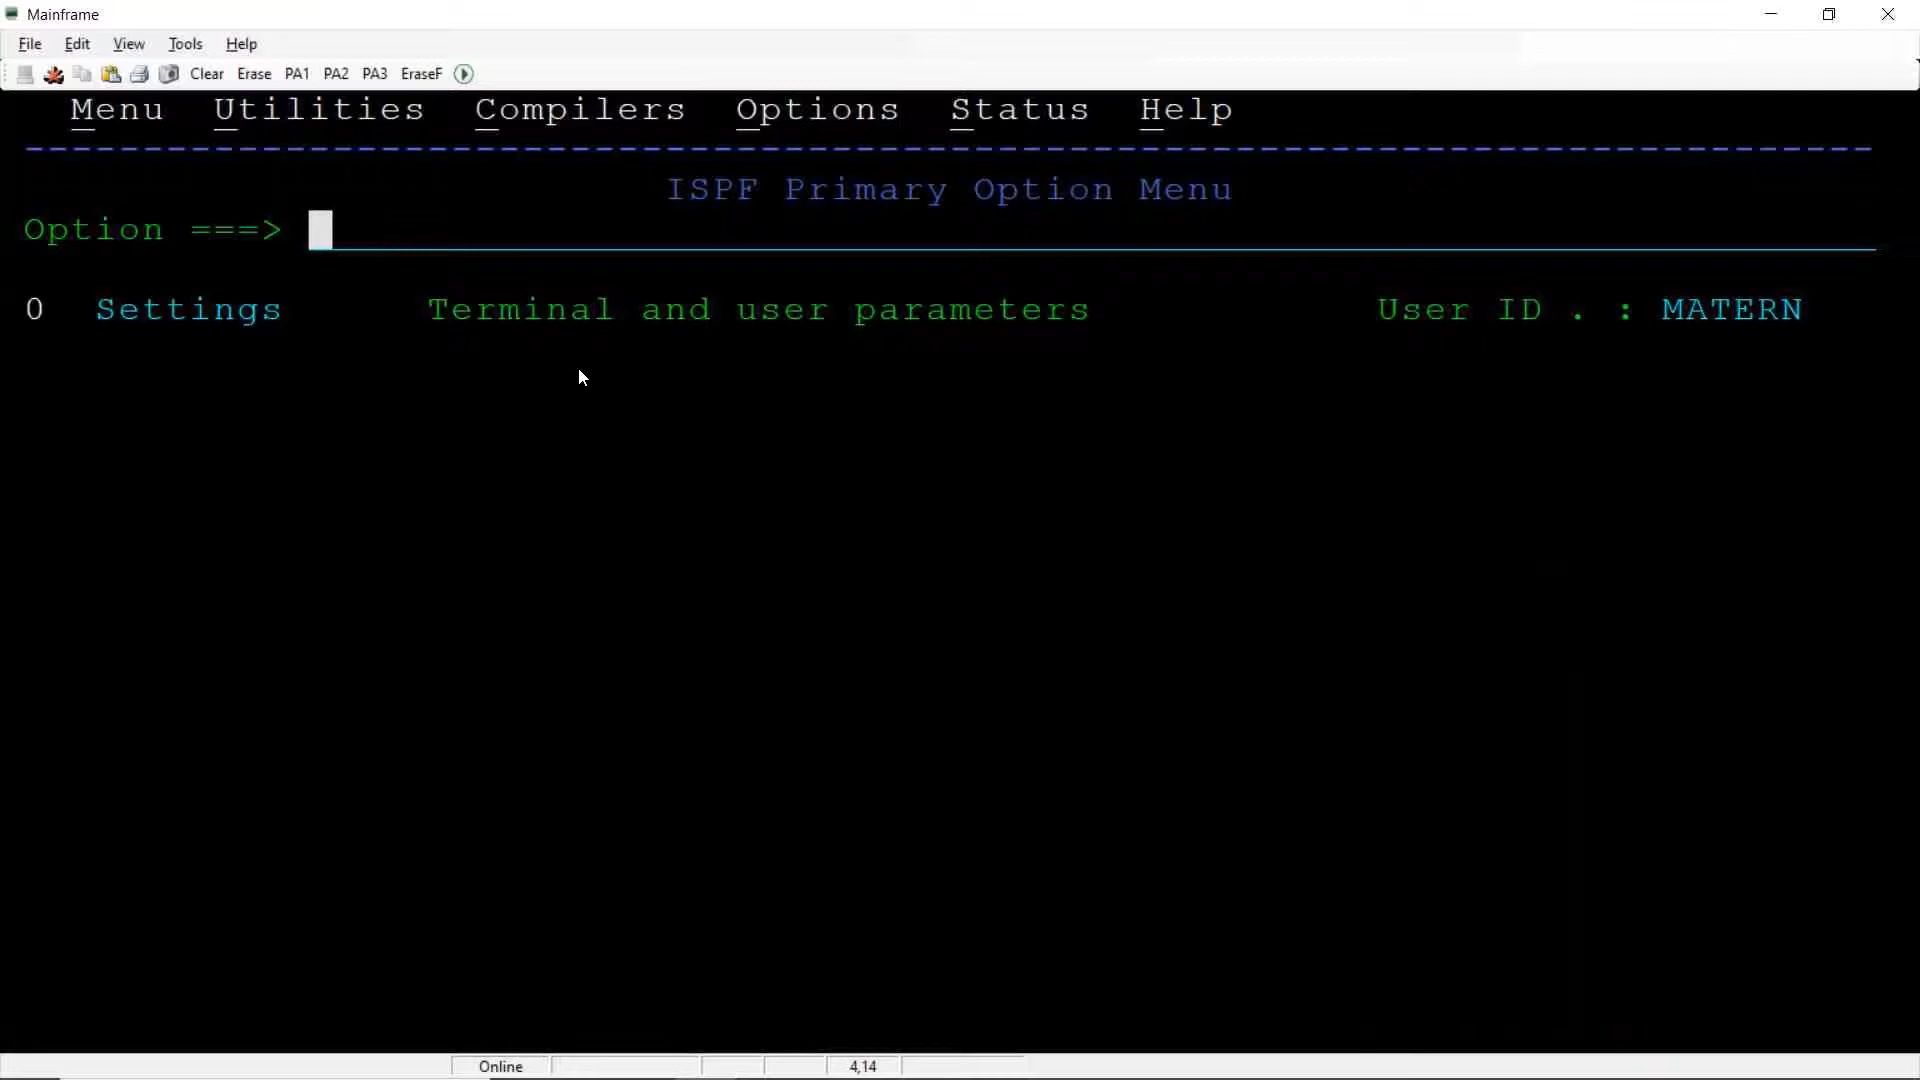 Mainframe
File Edit View Tools Help
Clear Erase PA1 PA2 PA3 EraseF
Menu Utilities Compilers Options Status Help
-------------------------------------------------------------------------------
ISPF Primary Option Menu
Option ===>
0 Settings Terminal and user parameters User ID . : MATERN
Online 4,14